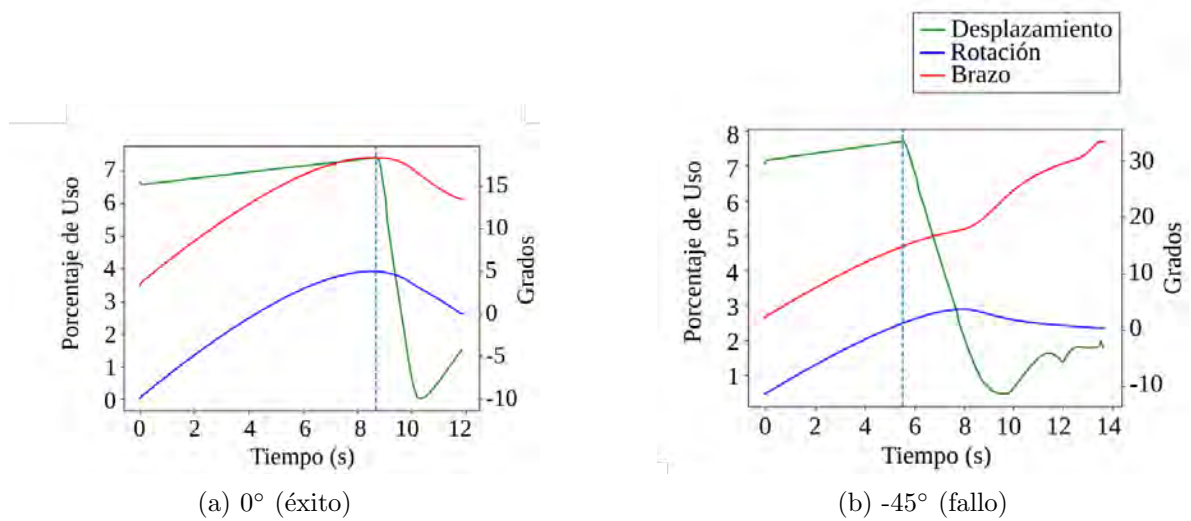 Desplazamiento
Rotación
Brazo
Porcentaje de Uso
7
6
5
4
3
2
1
0
15
10
5
0
-5
-10
Grados
0 2 4 6 8 10 12
Tiempo (s)
(a) 0° (éxito)
Porcentaje de Uso
8
7
6
5
4
3
2
1
30
20
10
0
-10
Grados
0 2 4 6 8 10 12 14
Tiempo (s)
(b) -45° (fallo)